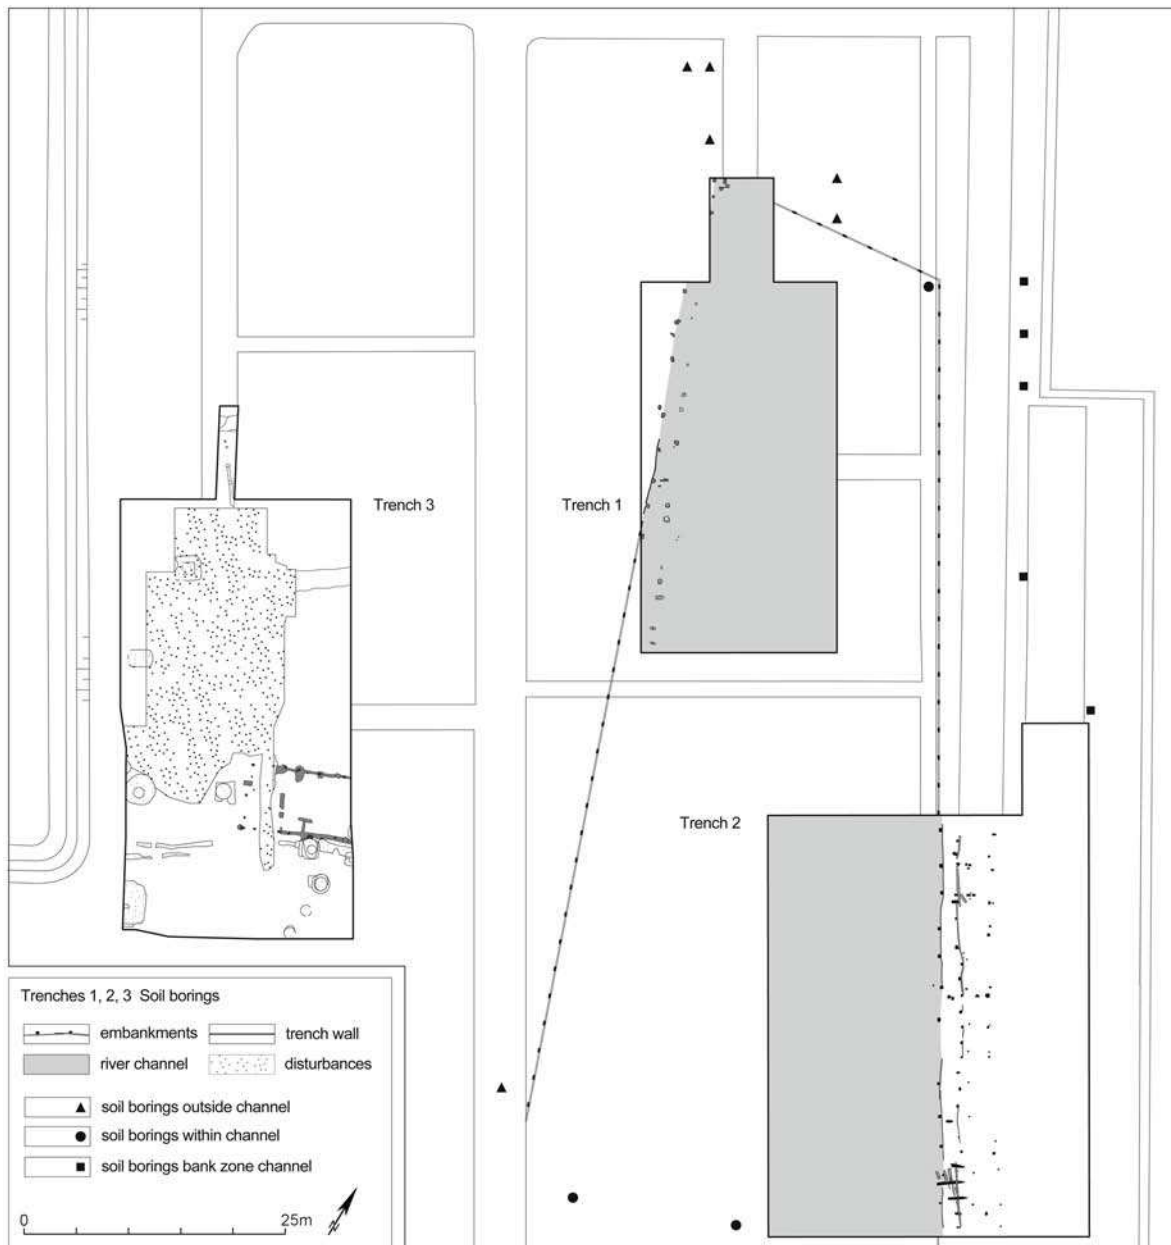 Trench 3
Trench 1
Trench 2
Trenches 1, 2, 3 Soil borings
embankments
trench wall
river channel
disturbances
soil borings outside channel
soil borings within channel
soil borings bank zone channel
0
25m